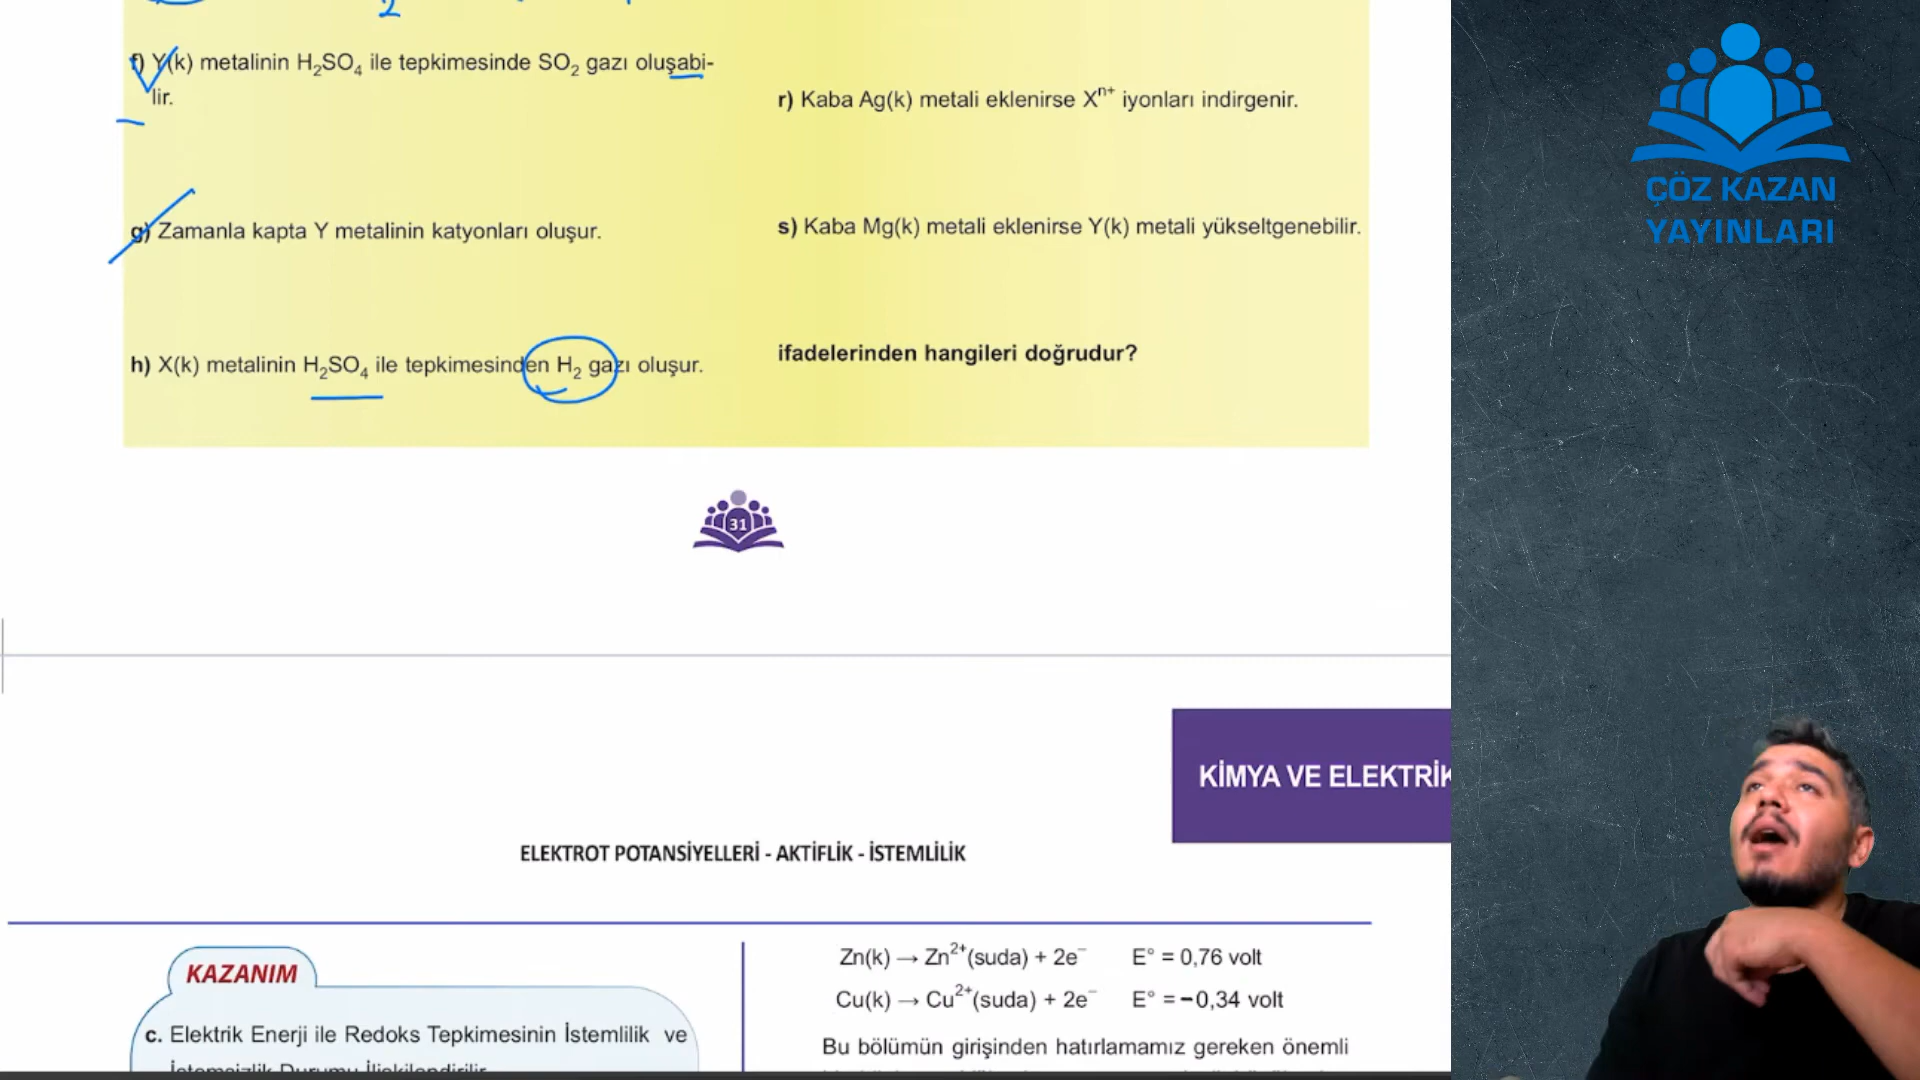 2
f) Y(k) metalinin H₂SO₄ ile tepkimesinde SO₂ gazı oluşabi-
lir.
g) Zamanla kapta Y metalinin katyonları oluşur.
h) X(k) metalinin H₂SO₄ ile tepkimesinden H₂ gazı oluşur.
r) Kaba Ag(k) metali eklenirse Xⁿ⁺ iyonları indirgenir.
s) Kaba Mg(k) metali eklenirse Y(k) metali yükseltgenebilir.
ifadelerinden hangileri doğrudur?
31
ÇÖZ KAZAN
YAYINLARI
KİMYA VE ELEKTRİK
ELEKTROT POTANSİYELLERİ - AKTİFLİK - İSTEMLİLİK
KAZANIM
c. Elektrik Enerji ile Redoks Tepkimesinin İstemlilik ve
İstemsizlik Durumu İlişkilendirilir
Zn(k) → Zn²⁺(suda) + 2e⁻ E° = 0,76 volt
Cu(k) → Cu²⁺(suda) + 2e⁻ E° = −0,34 volt
Bu bölümün girişinden hatırlamamız gereken önemli